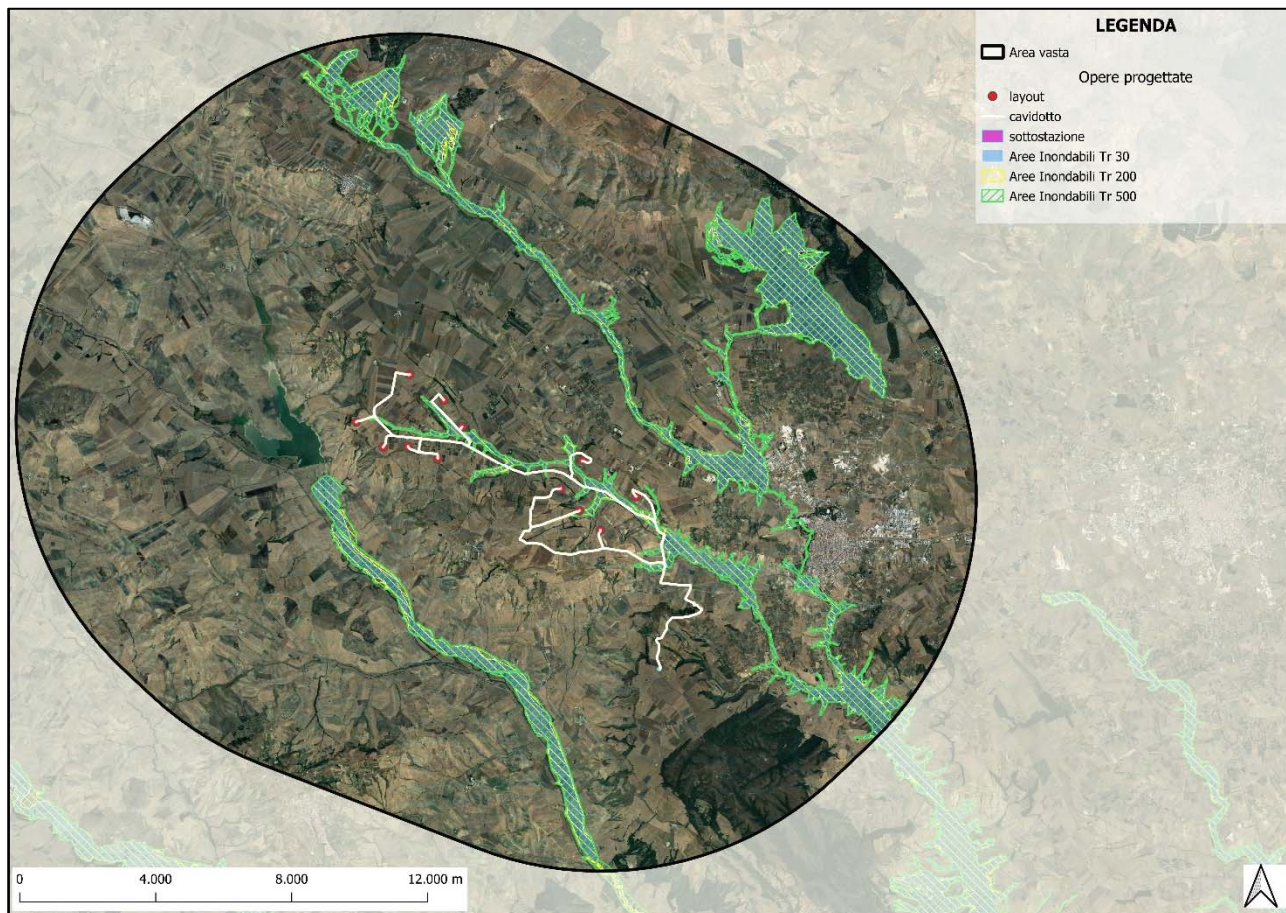 LEGENDA
Area vasta
Opere progettate
layout
cavidotto
sottostazione
Aree Inondabili Tr 30
Aree Inondabili Tr 200
Aree Inondabili Tr 500
0 4.000 8.000 12.000 m